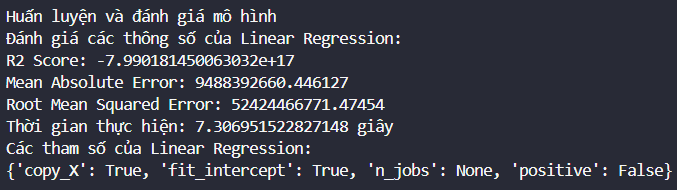 Huấn luyện và đánh giá mô hình
Đánh giá các thông số của Linear Regression:
R2 Score: -7.990181450063032e+17
Mean Absolute Error: 9488392660.446127
Root Mean Squared Error: 52424466771.47454
Thời gian thực hiện: 7.306951522827148 giây
Các tham số của Linear Regression:
{'copy_X': True, 'fit_intercept': True, 'n_jobs': None, 'positive': False}